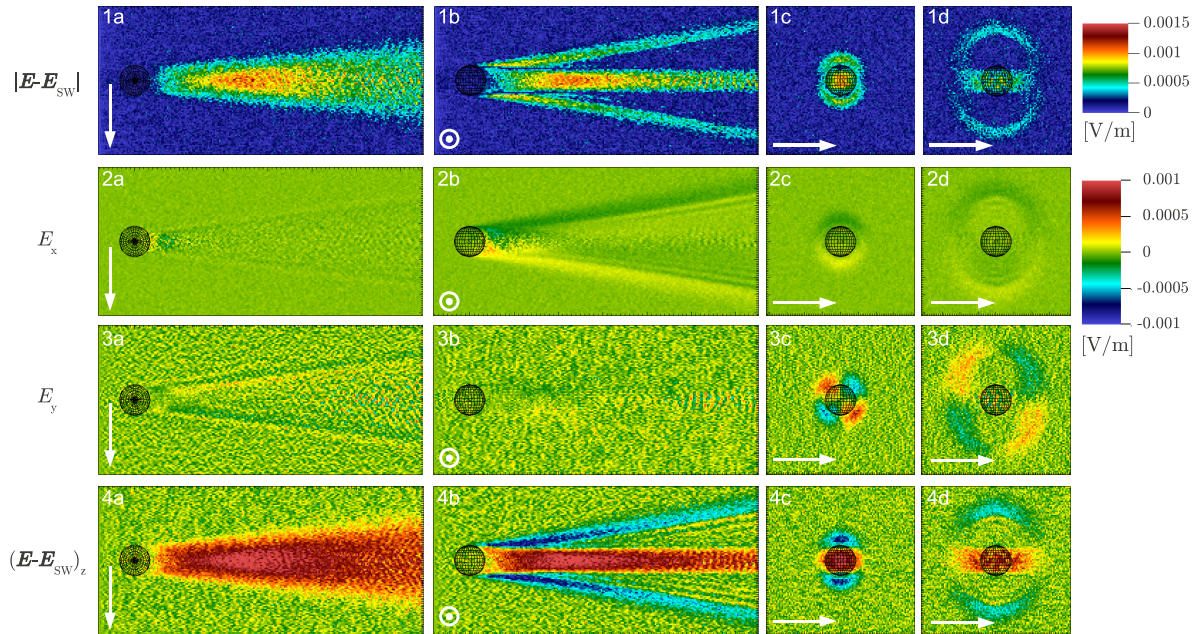 1a 1b 1c 1d
|E-E_SW|
0.0015
0.001
0.0005
0
[V/m]
2a 2b 2c 2d
E_x
0.001
0.0005
0
-0.0005
-0.001
[V/m]
3a 3b 3c 3d
E_y
4a 4b 4c 4d
(E-E_SW)_z